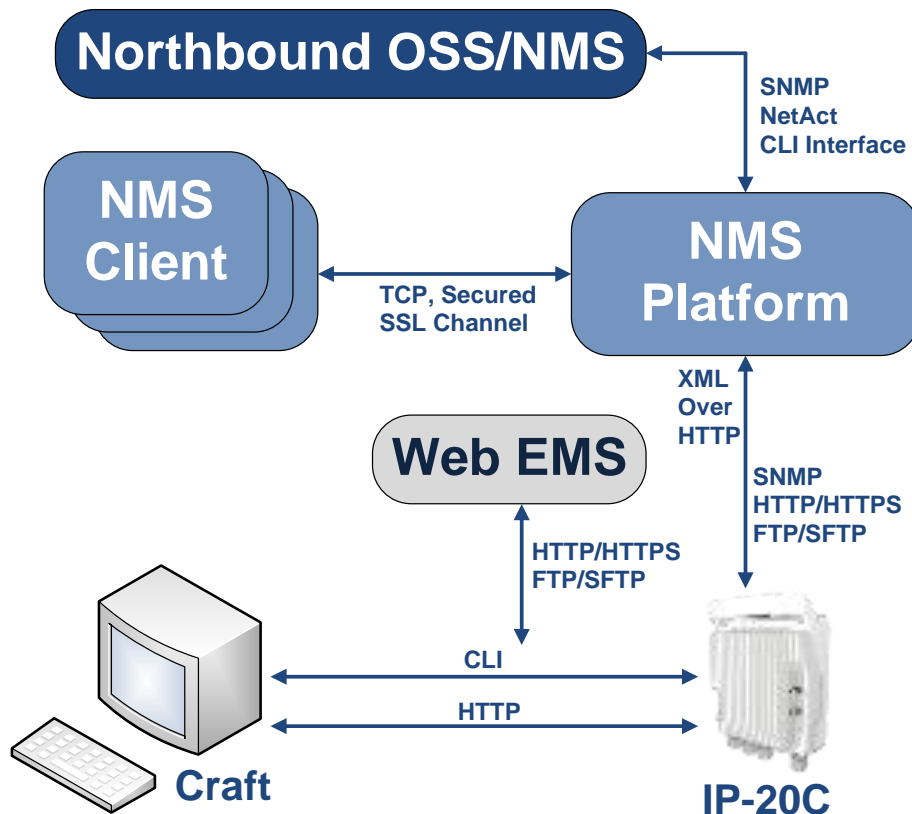 Northbound OSS/NMS
SNMP
NetAct
CLI Interface
NMS
Client
NMS
Platform
TCP, Secured
SSL Channel
XML
Over
HTTP
Web EMS
SNMP
HTTP/HTTPS
FTP/SFTP
HTTP/HTTPS
FTP/SFTP
CLI
HTTP
Craft
IP-20C